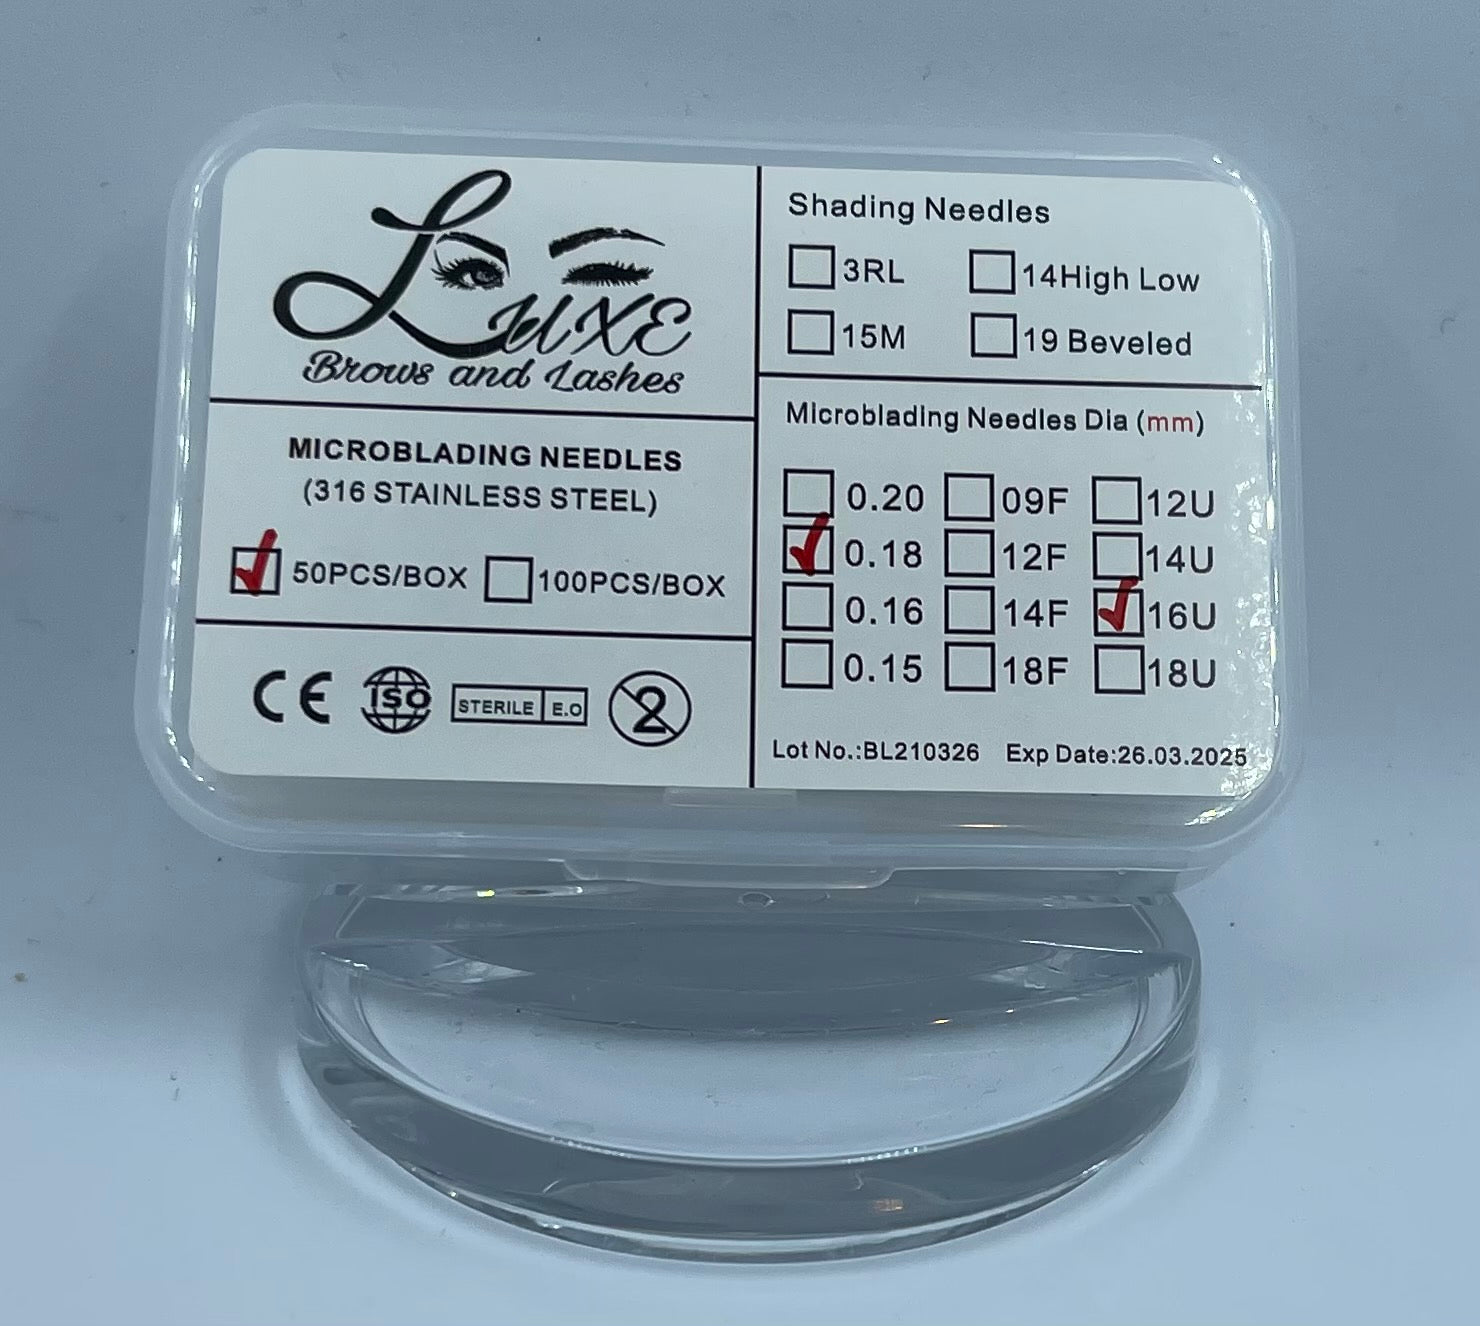 LUXE
Brows and Lashes
MICROBLADING NEEDLES
(316 STAINLESS STEEL)
50PCS/BOX 100PCS/BOX
CE ISO STERILE E.O 2
Shading Needles
3RL 14High Low
15M 19 Beveled
Microblading Needles Dia (mm)
0.20 09F 12U
0.18 12F 14U
0.16 14F 16U
0.15 18F 18U
Lot No.:BL210326 Exp Date:26.03.2025